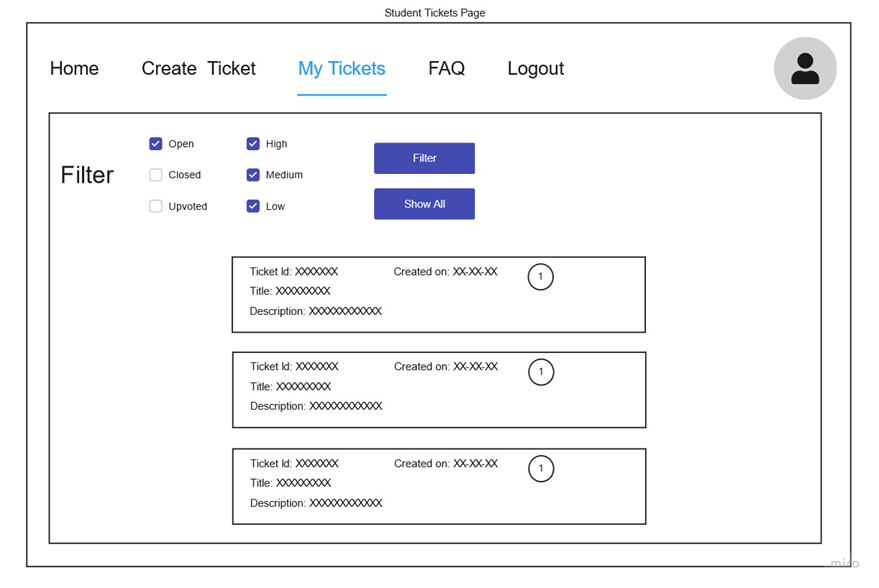 Student Tickets Page
Home Create Ticket My Tickets FAQ Logout
Filter
Open
Closed
Upvoted
High
Medium
Low
Filter
Show All
Ticket Id: XXXXXXX Created on: XX-XX-XX 1
Title: XXXXXXXXX
Description: XXXXXXXXXXXX
Ticket Id: XXXXXXX Created on: XX-XX-XX 1
Title: XXXXXXXXX
Description: XXXXXXXXXXXX
Ticket Id: XXXXXXX Created on: XX-XX-XX 1
Title: XXXXXXXXX
Description: XXXXXXXXXXXX
miro